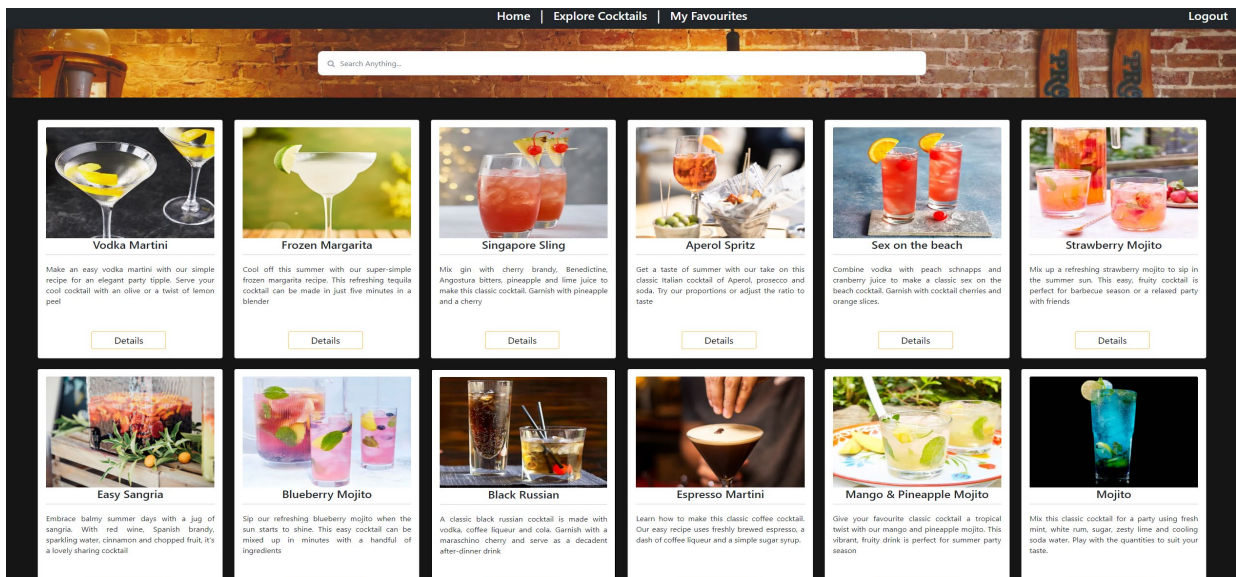 Home | Explore Cocktails | My Favourites
Logout
Search Anything...
PRO
PRO
Vodka Martini
Make an easy vodka martini with our simple
recipe for an elegant party tipple. Serve your
cool cocktail with an olive or a twist of lemon
peel
Details
Frozen Margarita
Cool off this summer with our super-simple
frozen margarita recipe. This refreshing tequila
cocktail can be made in just five minutes in a
blender
Details
Singapore Sling
Mix gin with cherry brandy, Benedictine,
Angostura bitters, pineapple and lime juice to
make this classic cocktail. Garnish with pineapple
and a cherry
Details
Aperol Spritz
Get a taste of summer with our take on this
classic Italian cocktail of Aperol, prosecco and
soda. Try our proportions or adjust the ratio to
taste
Details
Sex on the beach
Combine vodka with peach schnapps and
cranberry juice to make a classic sex on the
beach cocktail. Garnish with cocktail cherries and
orange slices.
Details
Strawberry Mojito
Mix up a refreshing strawberry mojito to sip in
the summer sun. This easy, fruity cocktail is
perfect for barbecue season or a relaxed party
with friends
Details
Easy Sangria
Embrace balmy summer days with a jug of
sangria. With red wine, Spanish brandy,
sparkling water, cinnamon and chopped fruit, it's
a lovely sharing cocktail
Blueberry Mojito
Sip our refreshing blueberry mojito when the
sun starts to shine. This easy cocktail can be
mixed up in minutes with a handful of
ingredients
Black Russian
A classic black russian cocktail is made with
vodka, coffee liqueur and cola. Garnish with a
maraschino cherry and serve as a decadent
after-dinner drink
Espresso Martini
Learn how to make this classic coffee cocktail.
Our easy recipe uses freshly brewed espresso, a
dash of coffee liqueur and a simple sugar syrup.
Mango & Pineapple Mojito
Give your favourite classic cocktail a tropical
twist with our mango and pineapple mojito. This
vibrant, fruity drink is perfect for summer party
season
Mojito
Mix this classic cocktail for a party using fresh
mint, white rum, sugar, zesty lime and cooling
soda water. Play with the quantities to suit your
taste.